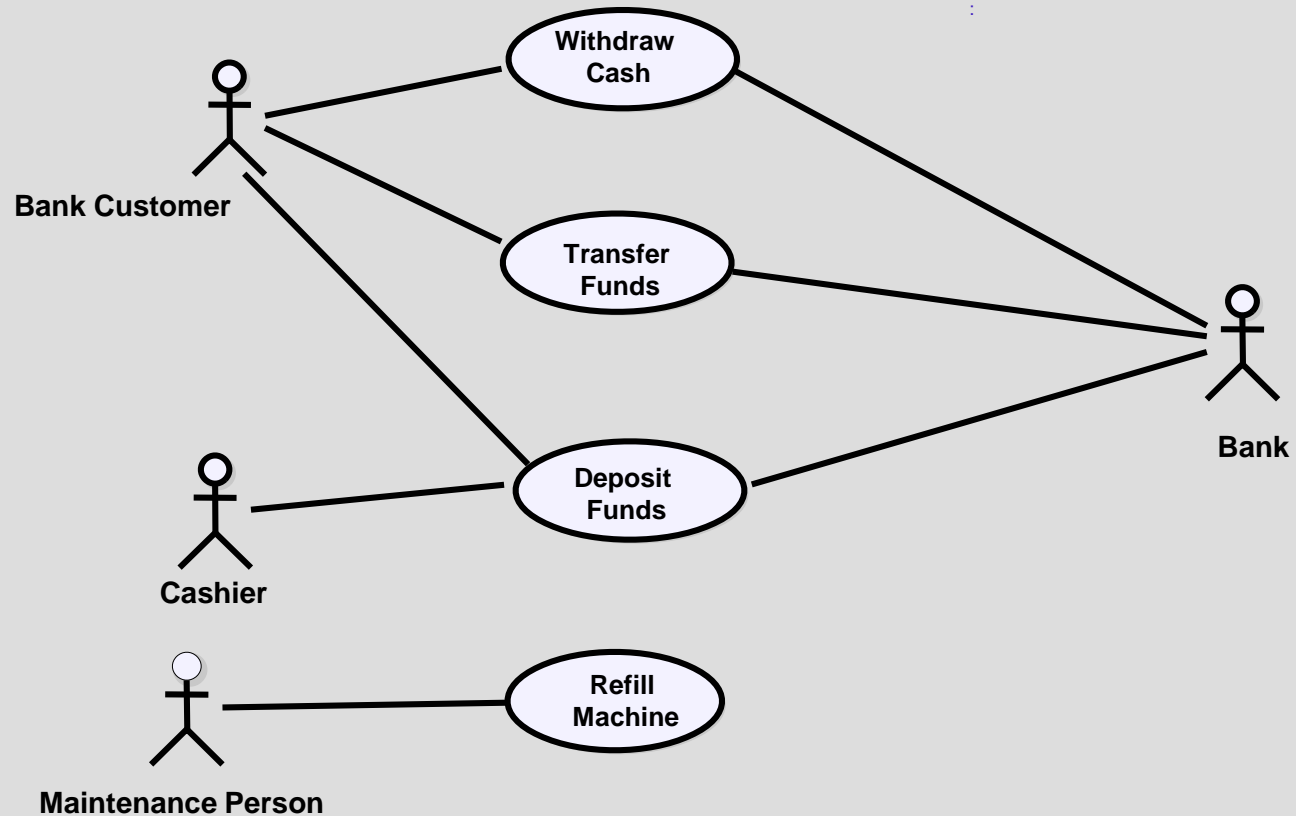 :
Withdraw
Cash
Bank Customer
Transfer
Funds
Bank
Deposit
Funds
Cashier
Refill
Machine
Maintenance Person